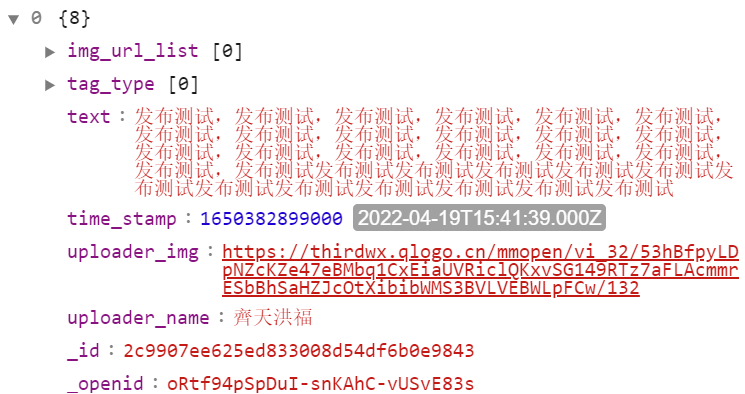 0 {8}
img_url_list [0]
tag_type [0]
text : 发布测试，发布测试，发布测试，发布测试，发布测试，发布测试，
发布测试，发布测试，发布测试，发布测试，发布测试，发布测试，
发布测试，发布测试，发布测试，发布测试，发布测试，发布测试，
发布测试，发布测试发布测试发布测试发布测试发布测试发布测试发
布测试发布测试发布测试发布测试发布测试发布测试发布测试
time_stamp : 1650382899000 2022-04-19T15:41:39.000Z
uploader_img : https://thirdwx.qlogo.cn/mmopen/vi_32/53hBfpyLD
pNZcKZe47eBMbq1CxEiaUVRiclQKxvSG149RTz7aFLAcmmr
ESbBhSaHZJcOtXibibWMS3BVLVEBWLpFCw/132
uploader_name : 齊天洪福
_id : 2c9907ee625ed833008d54df6b0e9843
_openid : oRtf94pSpDuI-snKAhC-vUSvE83s